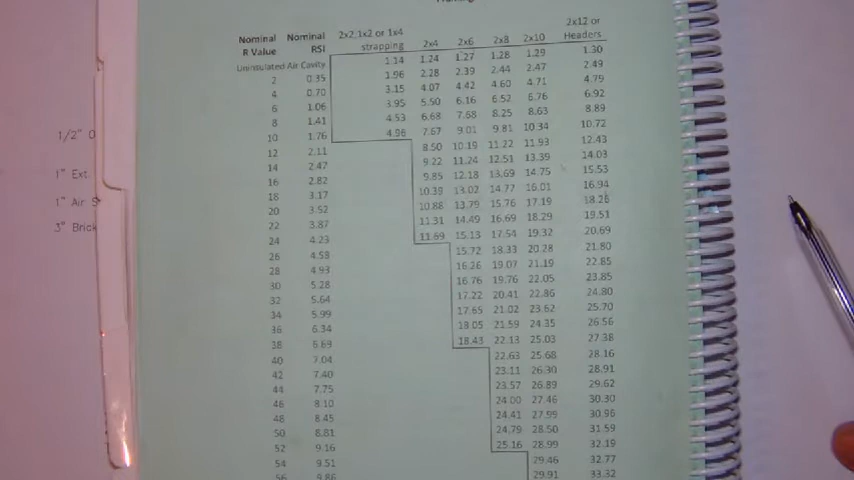 2x12 or
Nominal Nominal 2x2,1x2 or 1x4 2x4 2x6 2x8 2x10 Headers
R Value RSI strapping
Uninsulated Air Cavity 1.14 1.24 1.27 1.28 1.29 1.30
2 0.35 1.96 2.28 2.39 2.44 2.47 2.49
4 0.70 3.15 4.07 4.42 4.60 4.71 4.79
6 1.06 3.95 5.50 6.16 6.52 6.76 6.92
8 1.41 4.53 6.68 7.68 8.25 8.63 8.89
10 1.76 4.96 7.67 9.01 9.81 10.34 10.72
12 2.11 8.50 10.19 11.22 11.93 12.43
14 2.47 9.22 11.24 12.51 13.39 14.03
16 2.82 9.85 12.18 13.69 14.75 15.53
18 3.17 10.39 13.02 14.77 16.01 16.94
20 3.52 10.88 13.79 15.76 17.19 18.26
22 3.87 11.31 14.49 16.69 18.29 19.51
24 4.23 11.69 15.13 17.54 19.32 20.69
26 4.58 15.72 18.33 20.28 21.80
28 4.93 16.26 19.07 21.19 22.85
30 5.28 16.76 19.76 22.05 23.85
32 5.64 17.22 20.41 22.86 24.80
34 5.99 17.65 21.02 23.62 25.70
36 6.34 18.05 21.59 24.35 26.56
38 6.69 18.43 22.13 25.03 27.38
40 7.04 22.63 25.68 28.16
42 7.40 23.11 26.30 28.91
44 7.75 23.57 26.89 29.62
46 8.10 24.00 27.46 30.30
48 8.45 24.41 27.99 30.96
50 8.81 24.79 28.50 31.59
52 9.16 25.16 28.99 32.19
54 9.51 29.46 32.77
56 9.86 29.91 33.32
1/2" O
1" Ext
1" Air S
3" Brick